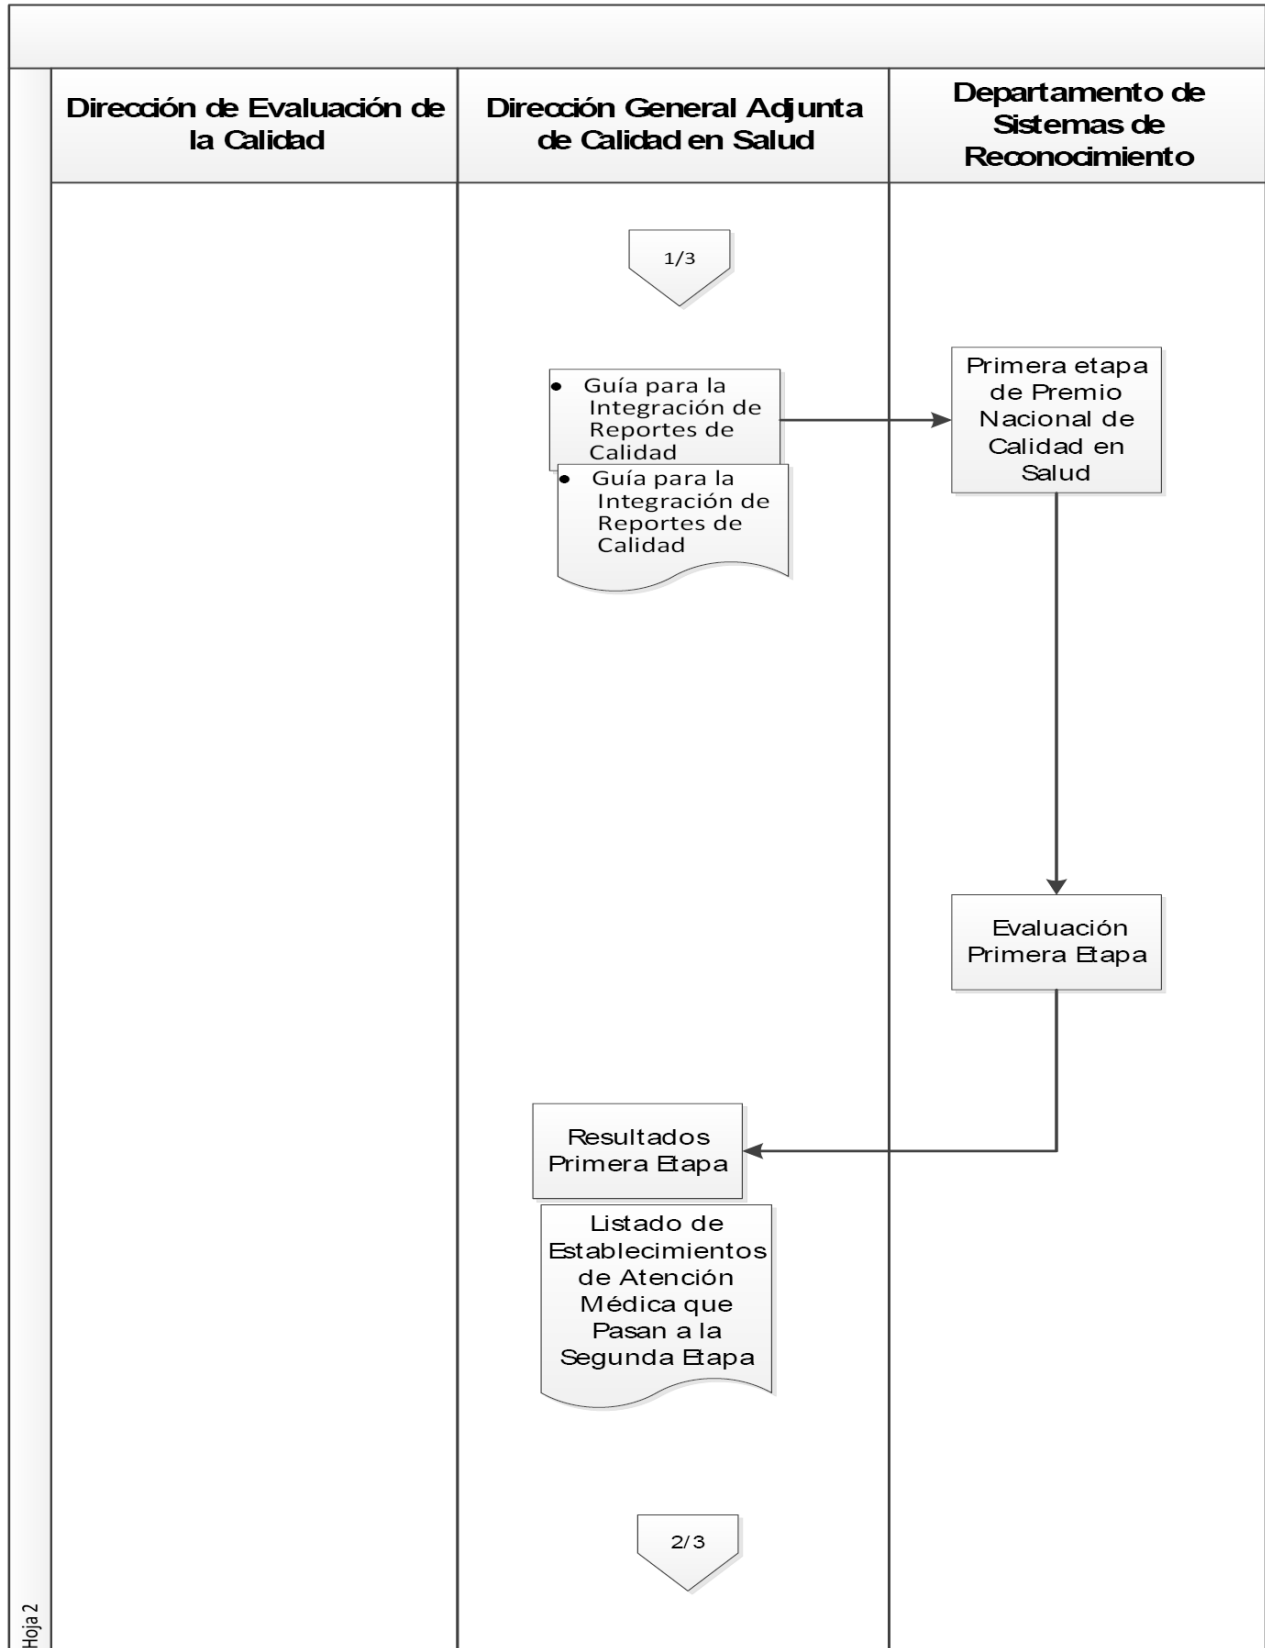 Dirección de Evaluación de
la Calidad
Dirección General Adjunta
de Calidad en Salud
Departamento de
Sistemas de
Reconocimiento
1/3
• Guía para la
Integración de
Reportes de
Calidad
• Guía para la
Integración de
Reportes de
Calidad
Primera etapa
de Premio
Nacional de
Calidad en
Salud
Evaluación
Primera Etapa
Resultados
Primera Etapa
Listado de
Establecimientos
de Atención
Médica que
Pasan a la
Segunda Etapa
2/3
Hoja 2